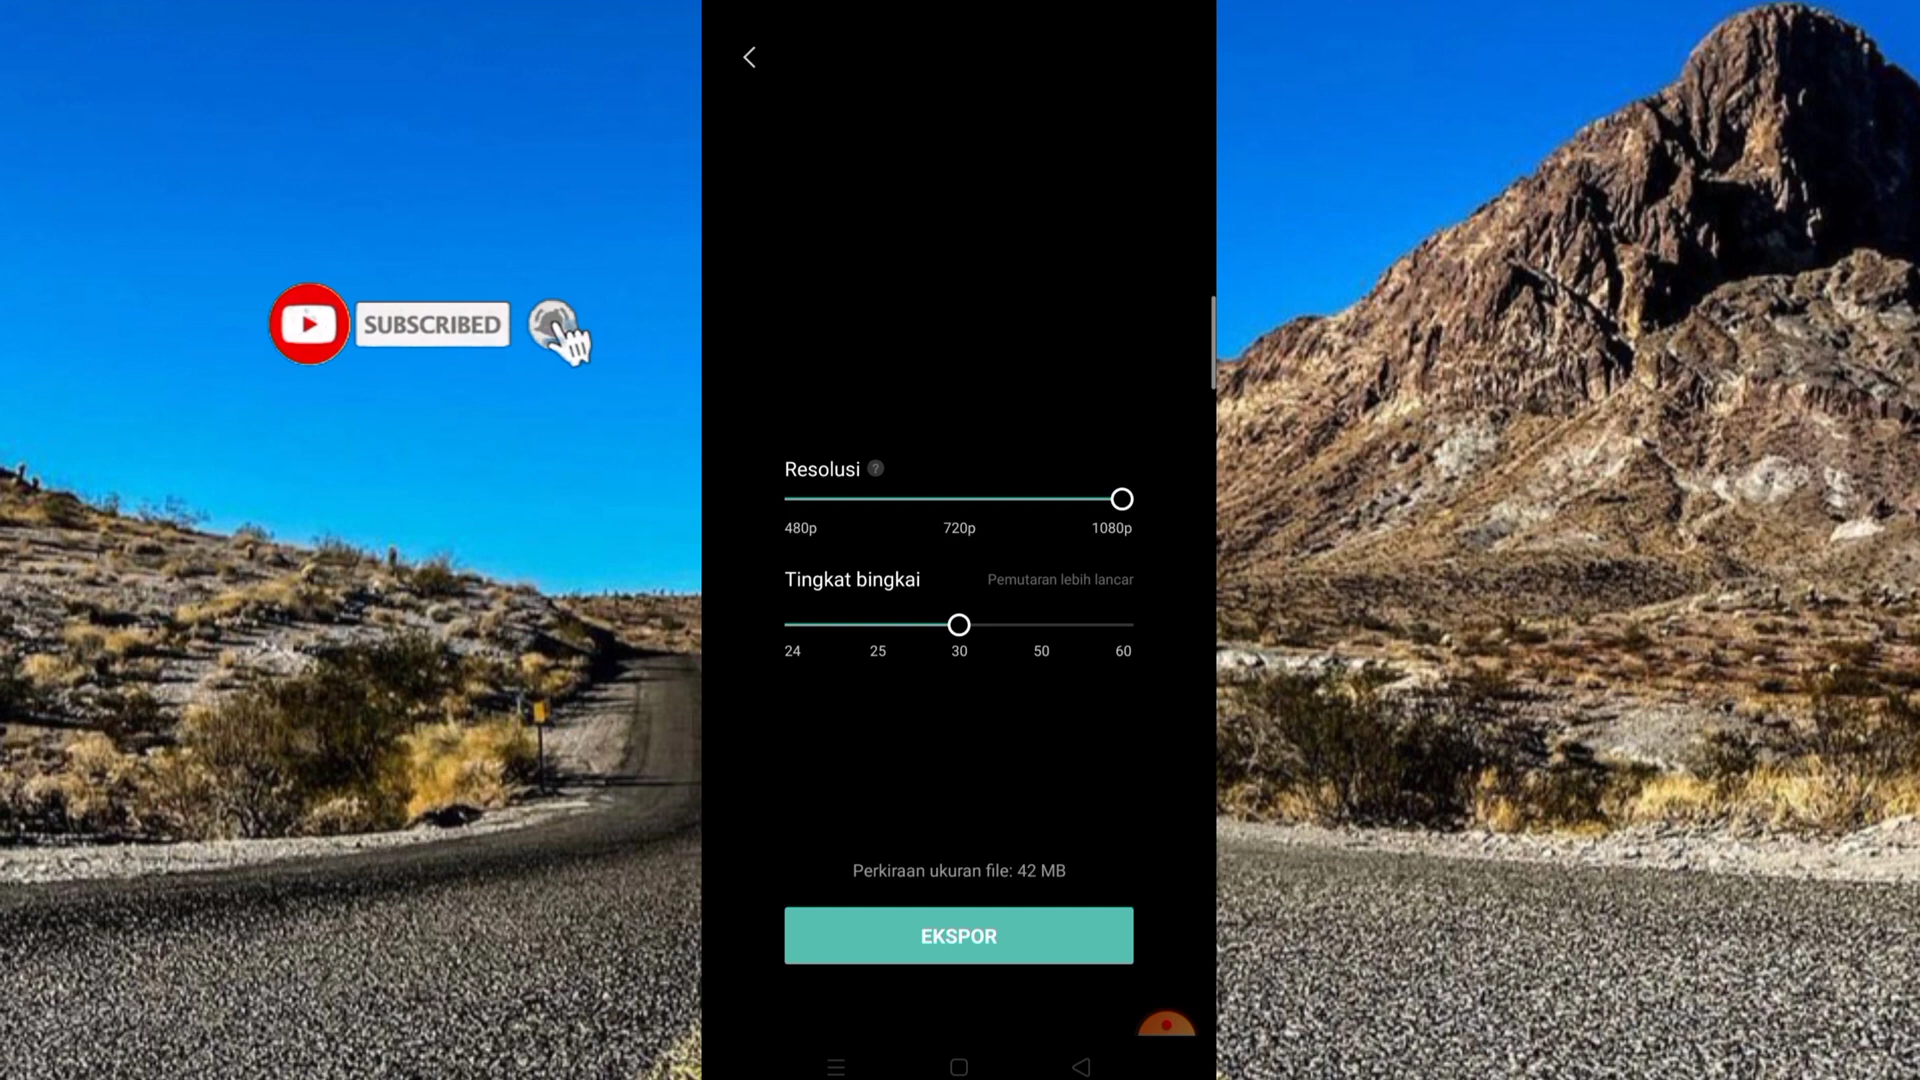 SUBSCRIBED
Resolusi ?
480p 720p 1080p
Tingkat bingkai Pemutaran lebih lancar
24 25 30 50 60
Perkiraan ukuran file: 42 MB
EKSPOR